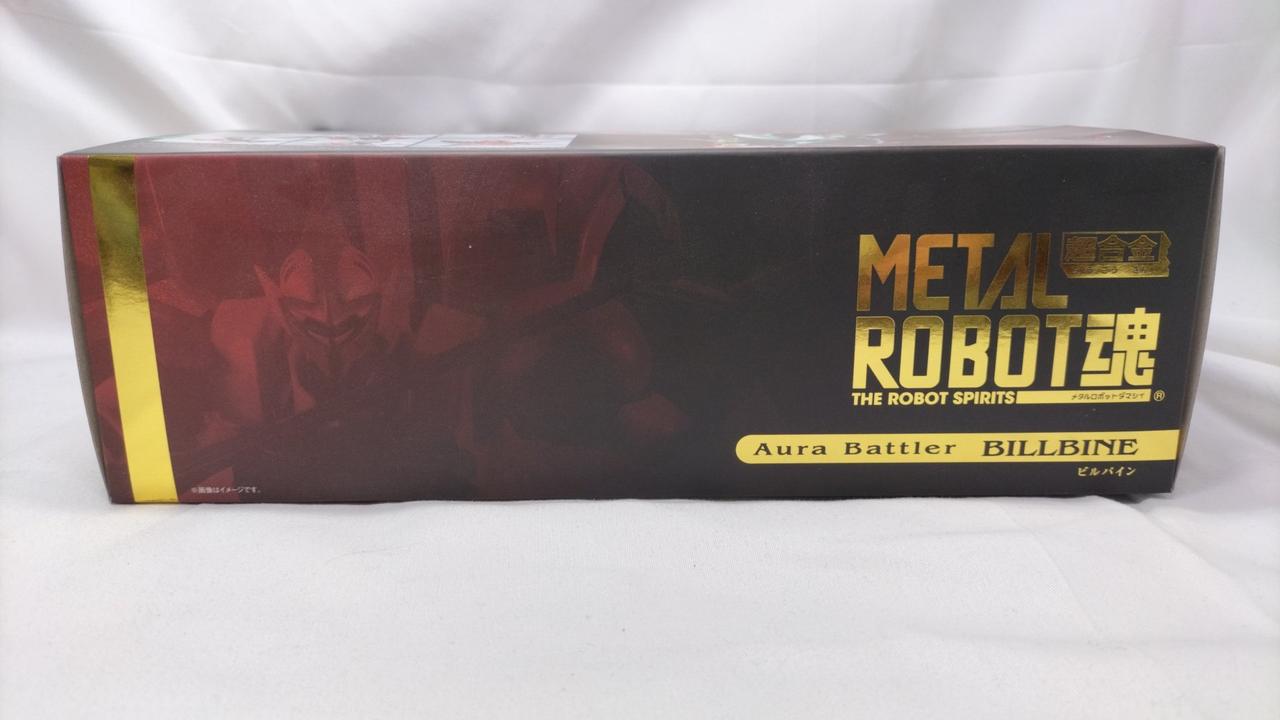 METAL 超合金
ROBOT魂
THE ROBOT SPIRITS メタルロボットダマシイ ®
Aura Battler BILLBINE
ビルバイン
※画像はイメージです。